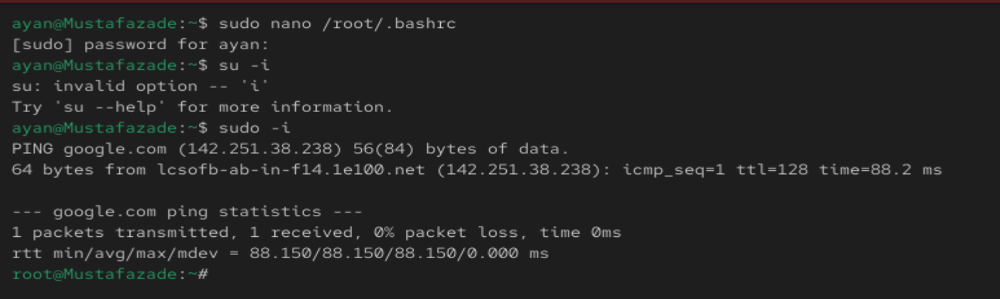 ayan@Mustafazade:~$ sudo nano /root/.bashrc
[sudo] password for ayan:
ayan@Mustafazade:~$ su -i
su: invalid option -- 'i'
Try 'su --help' for more information.
ayan@Mustafazade:~$ sudo -i
PING google.com (142.251.38.238) 56(84) bytes of data.
64 bytes from lcsofb-ab-in-f14.1e100.net (142.251.38.238): icmp_seq=1 ttl=128 time=88.2 ms

--- google.com ping statistics ---
1 packets transmitted, 1 received, 0% packet loss, time 0ms
rtt min/avg/max/mdev = 88.150/88.150/88.150/0.000 ms
root@Mustafazade:~#